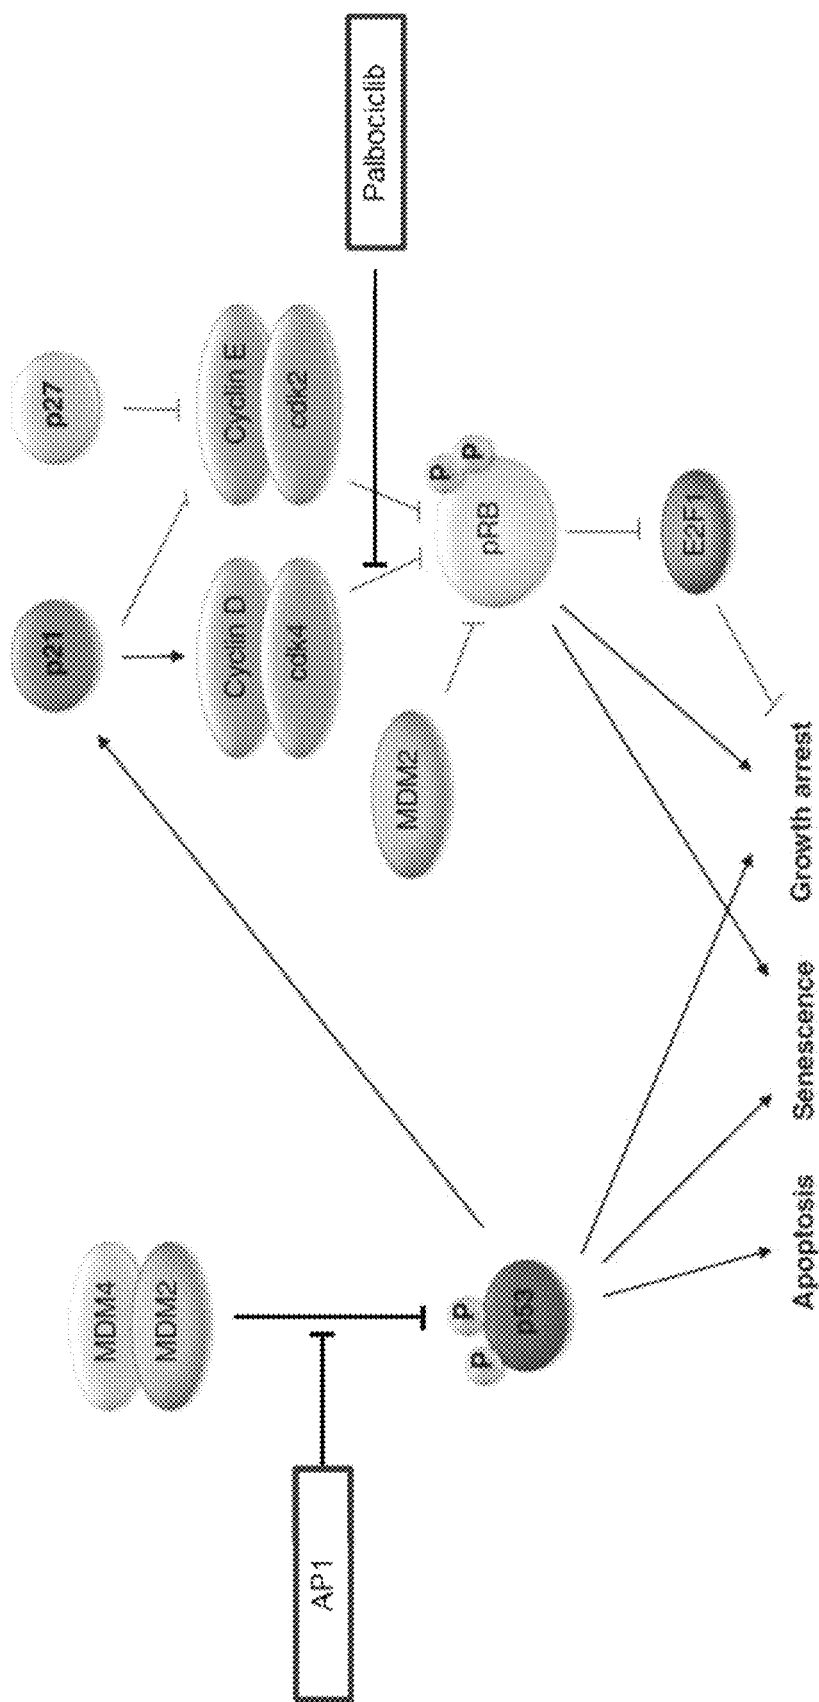 p21
p27
MDM4
MDM2
Cyclin D
cdk4
Cyclin E
cdk2
AP1
Palbociclib
MDM2
P
P
p53
pRB
P
P
E2F1
Apoptosis
Senescence
Growth arrest